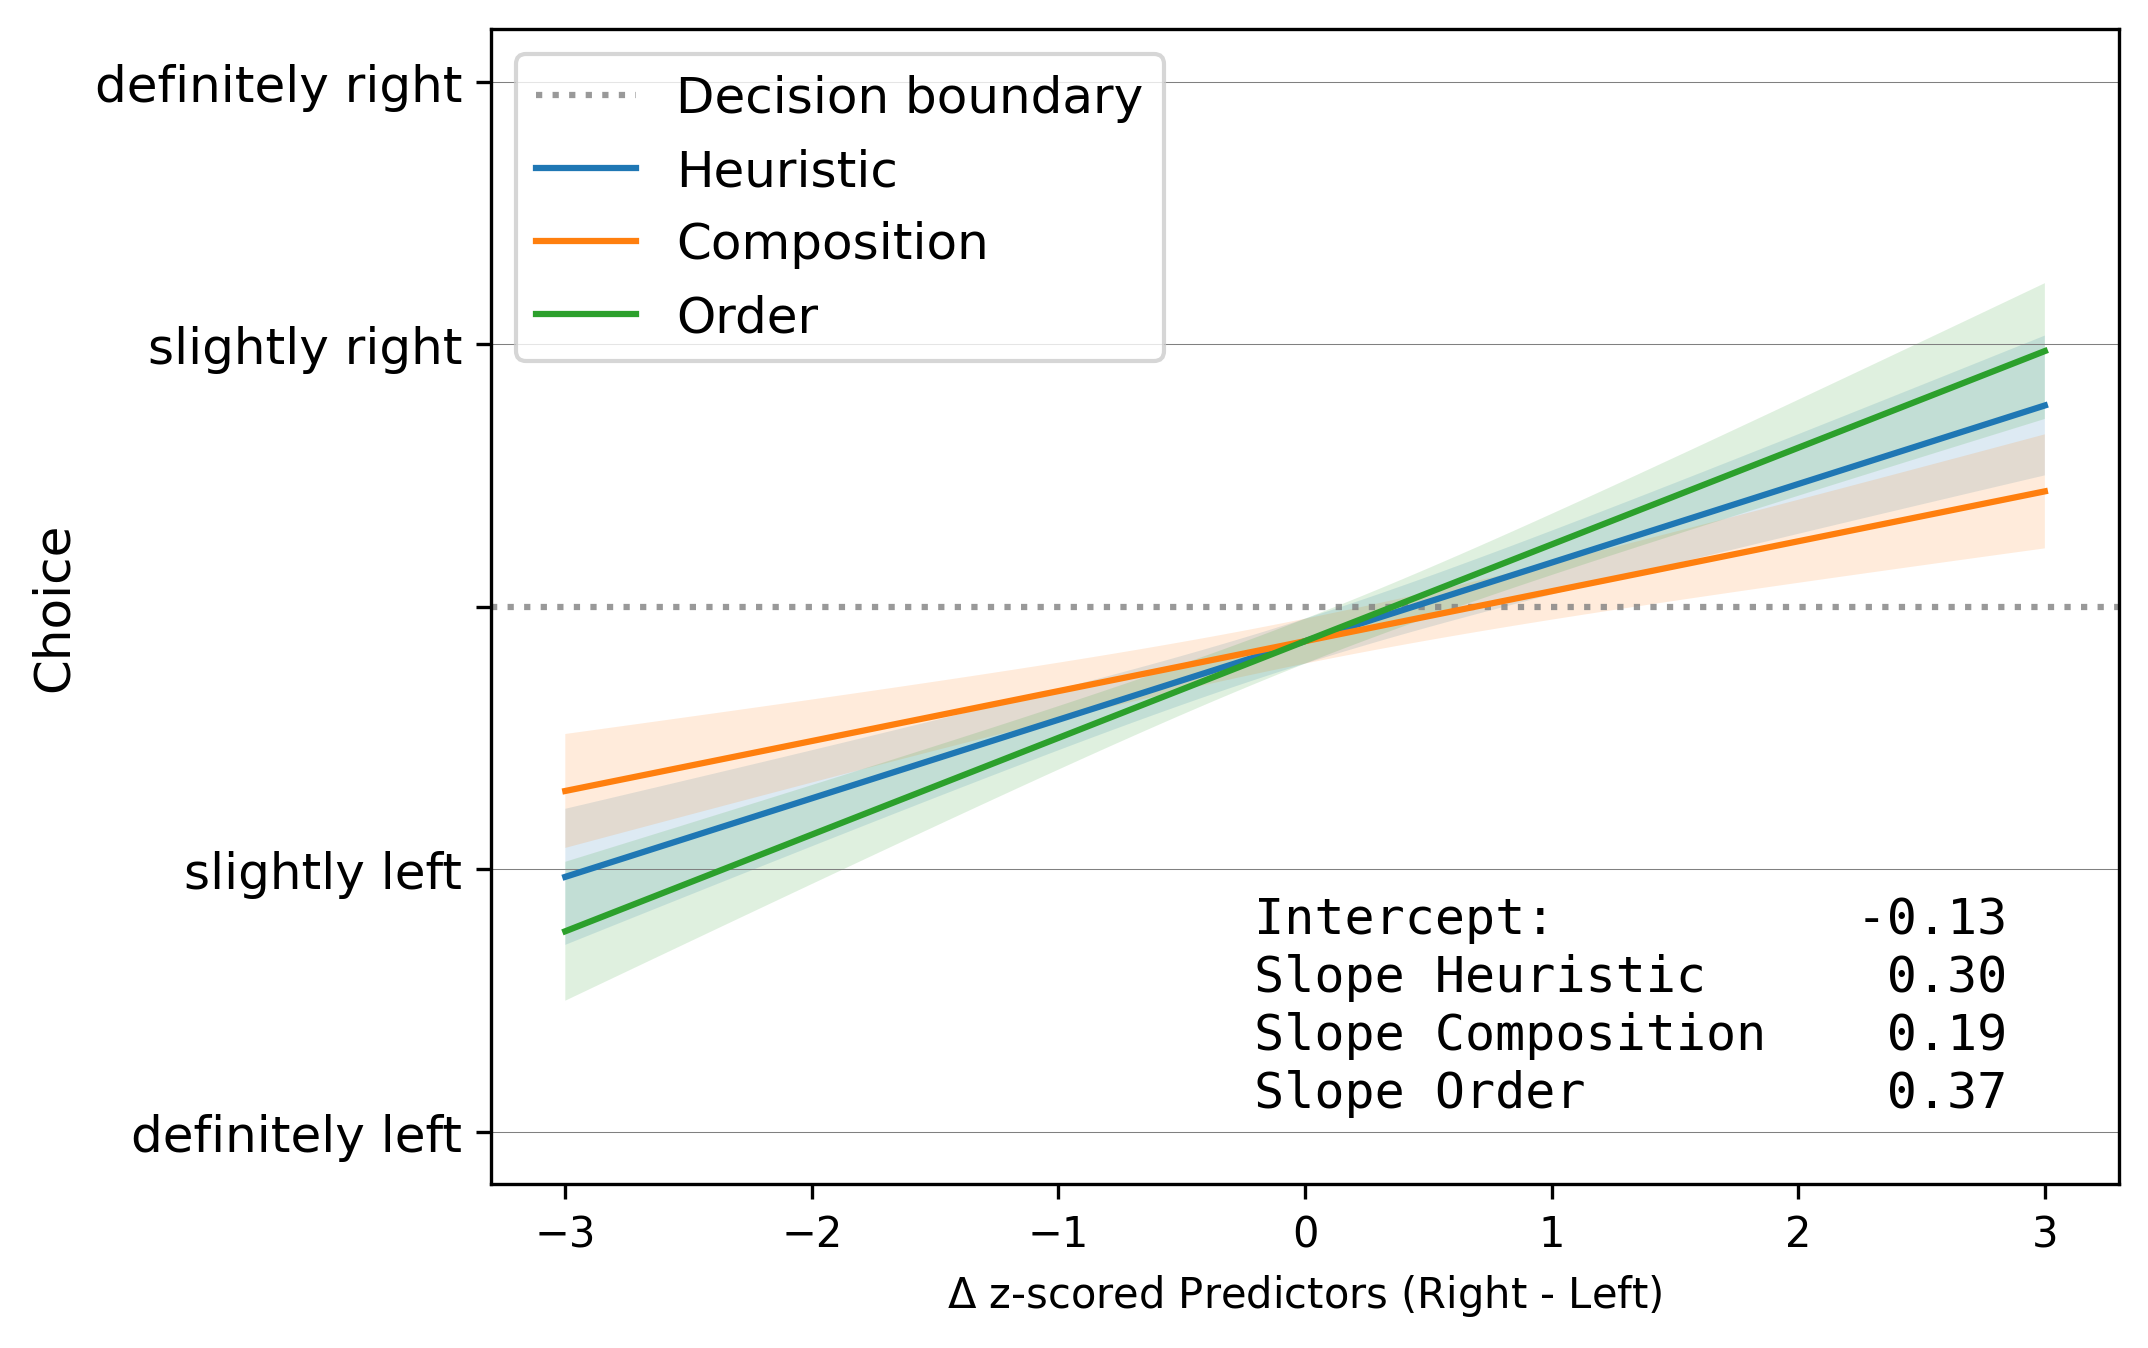 definitely right
slightly right
slightly left
definitely left
Choice
Decision boundary
Heuristic
Composition
Order
Intercept: -0.13
Slope Heuristic 0.30
Slope Composition 0.19
Slope Order 0.37
−3 −2 −1 0 1 2 3
Δ z-scored Predictors (Right - Left)